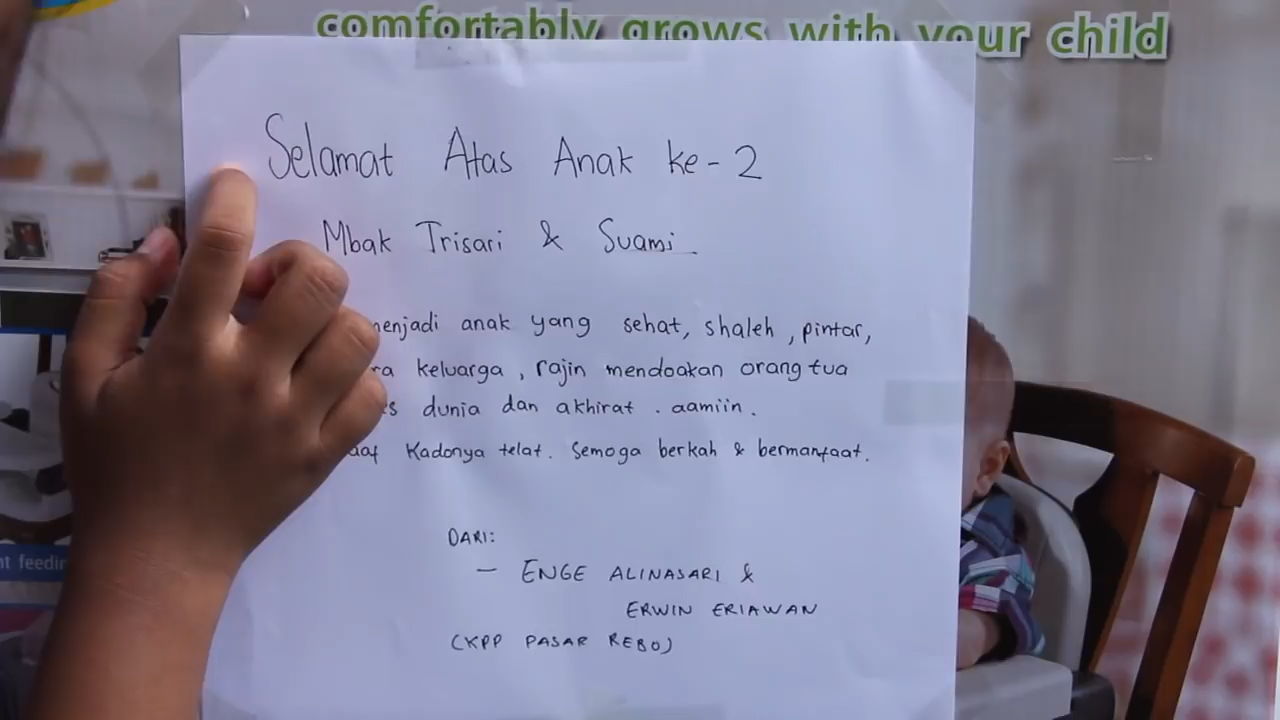 comfortably grows with your child
Selamat Atas Anak ke-2
Mbak Trisari & Suami
menjadi anak yang sehat, shaleh, pintar,
keluarga, rajin mendoakan orang tua
dunia dan akhirat. aamiin.
Kadonya telat. Semoga berkah & bermanfaat.
DARI:
- ENGE ALINASARI &
ERWIN ERIAWAN
(KPP PASAR REBO)